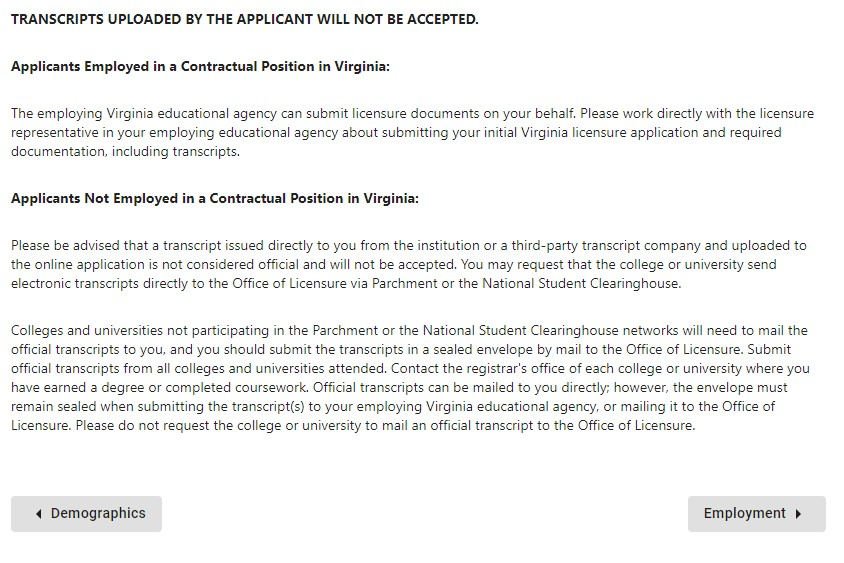 TRANSCRIPTS UPLOADED BY THE APPLICANT WILL NOT BE ACCEPTED.
Applicants Employed in a Contractual Position in Virginia:
The employing Virginia educational agency can submit licensure documents on your behalf. Please work directly with the licensure
representative in your employing educational agency about submitting your initial Virginia licensure application and required
documentation, including transcripts.
Applicants Not Employed in a Contractual Position in Virginia:
Please be advised that a transcript issued directly to you from the institution or a third-party transcript company and uploaded to
the online application is not considered official and will not be accepted. You may request that the college or university send
electronic transcripts directly to the Office of Licensure via Parchment or the National Student Clearinghouse.
Colleges and universities not participating in the Parchment or the National Student Clearinghouse networks will need to mail the
official transcripts to you, and you should submit the transcripts in a sealed envelope by mail to the Office of Licensure. Submit
official transcripts from all colleges and universities attended. Contact the registrar's office of each college or university where you
have earned a degree or completed coursework. Official transcripts can be mailed to you directly; however, the envelope must
remain sealed when submitting the transcript(s) to your employing Virginia educational agency, or mailing it to the Office of
Licensure. Please do not request the college or university to mail an official transcript to the Office of Licensure.
Demographics
Employment